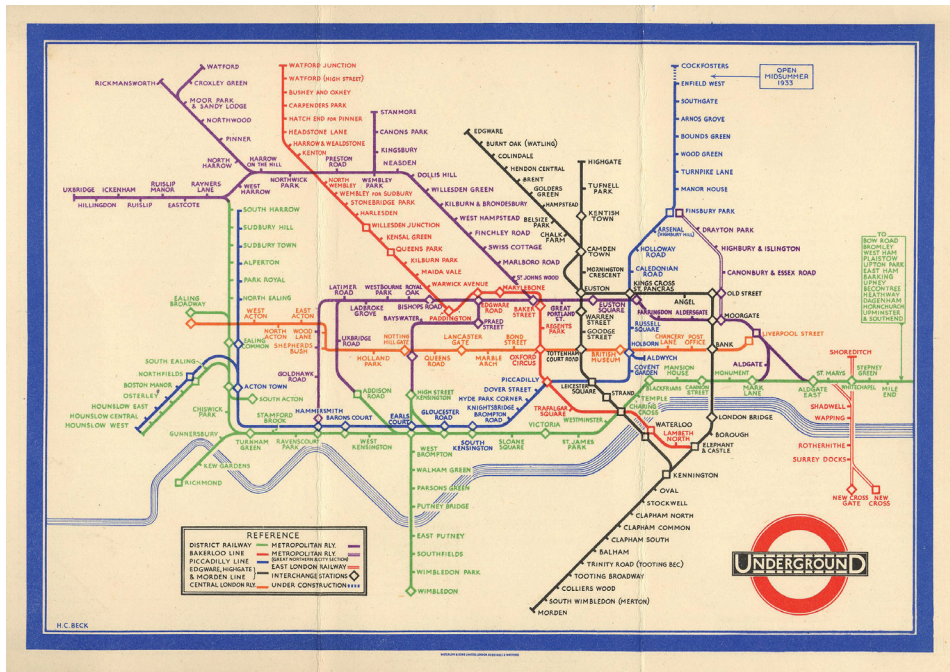 COCKFOSTERS
OPEN
MIDSUMMER
1933
ENFIELD WEST
SOUTHGATE
ARNOS GROVE
BOUNDS GREEN
WOOD GREEN
TURNPIKE LANE
MANOR HOUSE
FINSBURY PARK
ARSENAL
(HIGHBURY HILL)
HOLLOWAY
ROAD
CALEDONIAN
ROAD
KINGS CROSS
ST. PANCRAS
RUSSELL
SQUARE
HOLBORN
ALDWYCH
COVENT
GARDEN
LEICESTER
SQUARE
PICCADILLY
DOVER STREET
HYDE PARK CORNER
KNIGHTSBRIDGE
BROMPTON
ROAD
SOUTH
KENSINGTON
GLOUCESTER
ROAD
EARLS
COURT
BARONS COURT
HAMMERSMITH
ACTON TOWN
SOUTH EALING
NORTHFIELDS
BOSTON MANOR
OSTERLEY
HOUNSLOW EAST
HOUNSLOW CENTRAL
HOUNSLOW WEST
WATFORD
CROXLEY GREEN
RICKMANSWORTH
MOOR PARK
& SANDY LODGE
NORTHWOOD
PINNER
NORTH
HARROW
HARROW
ON THE HILL
NORTHWICK
PARK
PRESTON
ROAD
WEMBLEY
PARK
STANMORE
CANONS PARK
KINGSBURY
NEASDEN
DOLLIS HILL
WILLESDEN GREEN
KILBURN & BRONDESBURY
WEST HAMPSTEAD
FINCHLEY ROAD
SWISS COTTAGE
MARLBORO ROAD
ST JOHNS WOOD
UXBRIDGE
ICKENHAM
RUISLIP
MANOR
RAYNERS
LANE
WEST
HARROW
HILLINGDON
RUISLIP
EASTCOTE
WATFORD JUNCTION
WATFORD (HIGH STREET)
BUSHEY AND OXHEY
CARPENDERS PARK
HATCH END FOR PINNER
HEADSTONE LANE
HARROW & WEALDSTONE
KENTON
NORTH
WEMBLEY
WEMBLEY FOR SUDBURY
STONEBRIDGE PARK
HARLESDEN
WILLESDEN JUNCTION
KENSAL GREEN
QUEENS PARK
KILBURN PARK
MAIDA VALE
WARWICK AVENUE
PADDINGTON
EDGWARE
ROAD
MARYLEBONE
BAKER
STREET
REGENTS
PARK
OXFORD
CIRCUS
TRAFALGAR
SQUARE
CHARING
CROSS
WATERLOO
LAMBETH
NORTH
ELEPHANT
& CASTLE
EDGWARE
BURNT OAK (WATLING)
COLINDALE
HENDON CENTRAL
BRENT
GOLDERS
GREEN
HAMPSTEAD
BELSIZE
PARK
CHALK
FARM
HIGHGATE
TUFNELL
PARK
KENTISH
TOWN
CAMDEN
TOWN
MORNINGTON
CRESCENT
EUSTON
WARREN
STREET
GOODGE
STREET
TOTTENHAM
COURT ROAD
STRAND
ANGEL
OLD STREET
MOORGATE
BANK
LONDON BRIDGE
BOROUGH
KENNINGTON
OVAL
STOCKWELL
CLAPHAM NORTH
CLAPHAM COMMON
CLAPHAM SOUTH
BALHAM
TRINITY ROAD (TOOTING BEC)
TOOTING BROADWAY
COLLIERS WOOD
SOUTH WIMBLEDON (MERTON)
MORDEN
DRAYTON PARK
HIGHBURY & ISLINGTON
CANONBURY & ESSEX ROAD
SOUTH HARROW
SUDBURY HILL
SUDBURY TOWN
ALPERTON
PARK ROYAL
NORTH EALING
EALING
COMMON
EALING
BROADWAY
WEST
ACTON
EAST
ACTON
NORTH
ACTON
WOOD
LANE
SHEPHERDS
BUSH
HOLLAND
PARK
NOTTING
HILL GATE
QUEENS
ROAD
LANCASTER
GATE
MARBLE
ARCH
BOND
STREET
BRITISH
MUSEUM
CHANCERY
LANE
POST
OFFICE
LIVERPOOL STREET
LATIMER
ROAD
LADBROKE
GROVE
WESTBOURNE
PARK
ROYAL
OAK
BISHOPS ROAD
UXBRIDGE
ROAD
GOLDHAWK
ROAD
BAYSWATER
PRAED
STREET
GREAT
PORTLAND
ST.
EUSTON
SQUARE
FARRINGDON
ALDERSGATE
ALDGATE
ADDISON
ROAD
HIGH STREET
KENSINGTON
SOUTH ACTON
CHISWICK
PARK
STAMFORD
BROOK
TURNHAM
GREEN
RAVENSCOURT
PARK
WEST
KENSINGTON
GUNNERSBURY
KEW GARDENS
RICHMOND
SLOANE
SQUARE
VICTORIA
ST. JAMES
PARK
WESTMINSTER
TEMPLE
BLACKFRIARS
MANSION
HOUSE
CANNON
STREET
MONUMENT
MARK
LANE
ALDGATE
EAST
ST. MARYS
WHITECHAPEL
STEPNEY
GREEN
MILE
END
TO
BOW ROAD
BROMLEY
WEST HAM
PLAISTOW
UPTON PARK
EAST HAM
BARKING
UPNEY
BECONTREE
HEATHWAY
DAGENHAM
HORNCHURCH
UPMINSTER
& SOUTHEND
SHOREDITCH
SHADWELL
WAPPING
ROTHERHITHE
SURREY DOCKS
NEW CROSS
GATE
NEW
CROSS
WEST
BROMPTON
WALHAM GREEN
PARSONS GREEN
PUTNEY BRIDGE
EAST PUTNEY
SOUTHFIELDS
WIMBLEDON PARK
WIMBLEDON
REFERENCE
DISTRICT RAILWAY
BAKERLOO LINE
PICCADILLY LINE
EDGWARE, HIGHGATE
& MORDEN LINE
CENTRAL LONDON RLY.
METROPOLITAN RLY.
METROPOLITAN RLY.
(GREAT NORTHERN & CITY SECTION)
EAST LONDON RAILWAY
INTERCHANGE STATIONS
UNDER CONSTRUCTION
UNDERGROUND
H.C. BECK